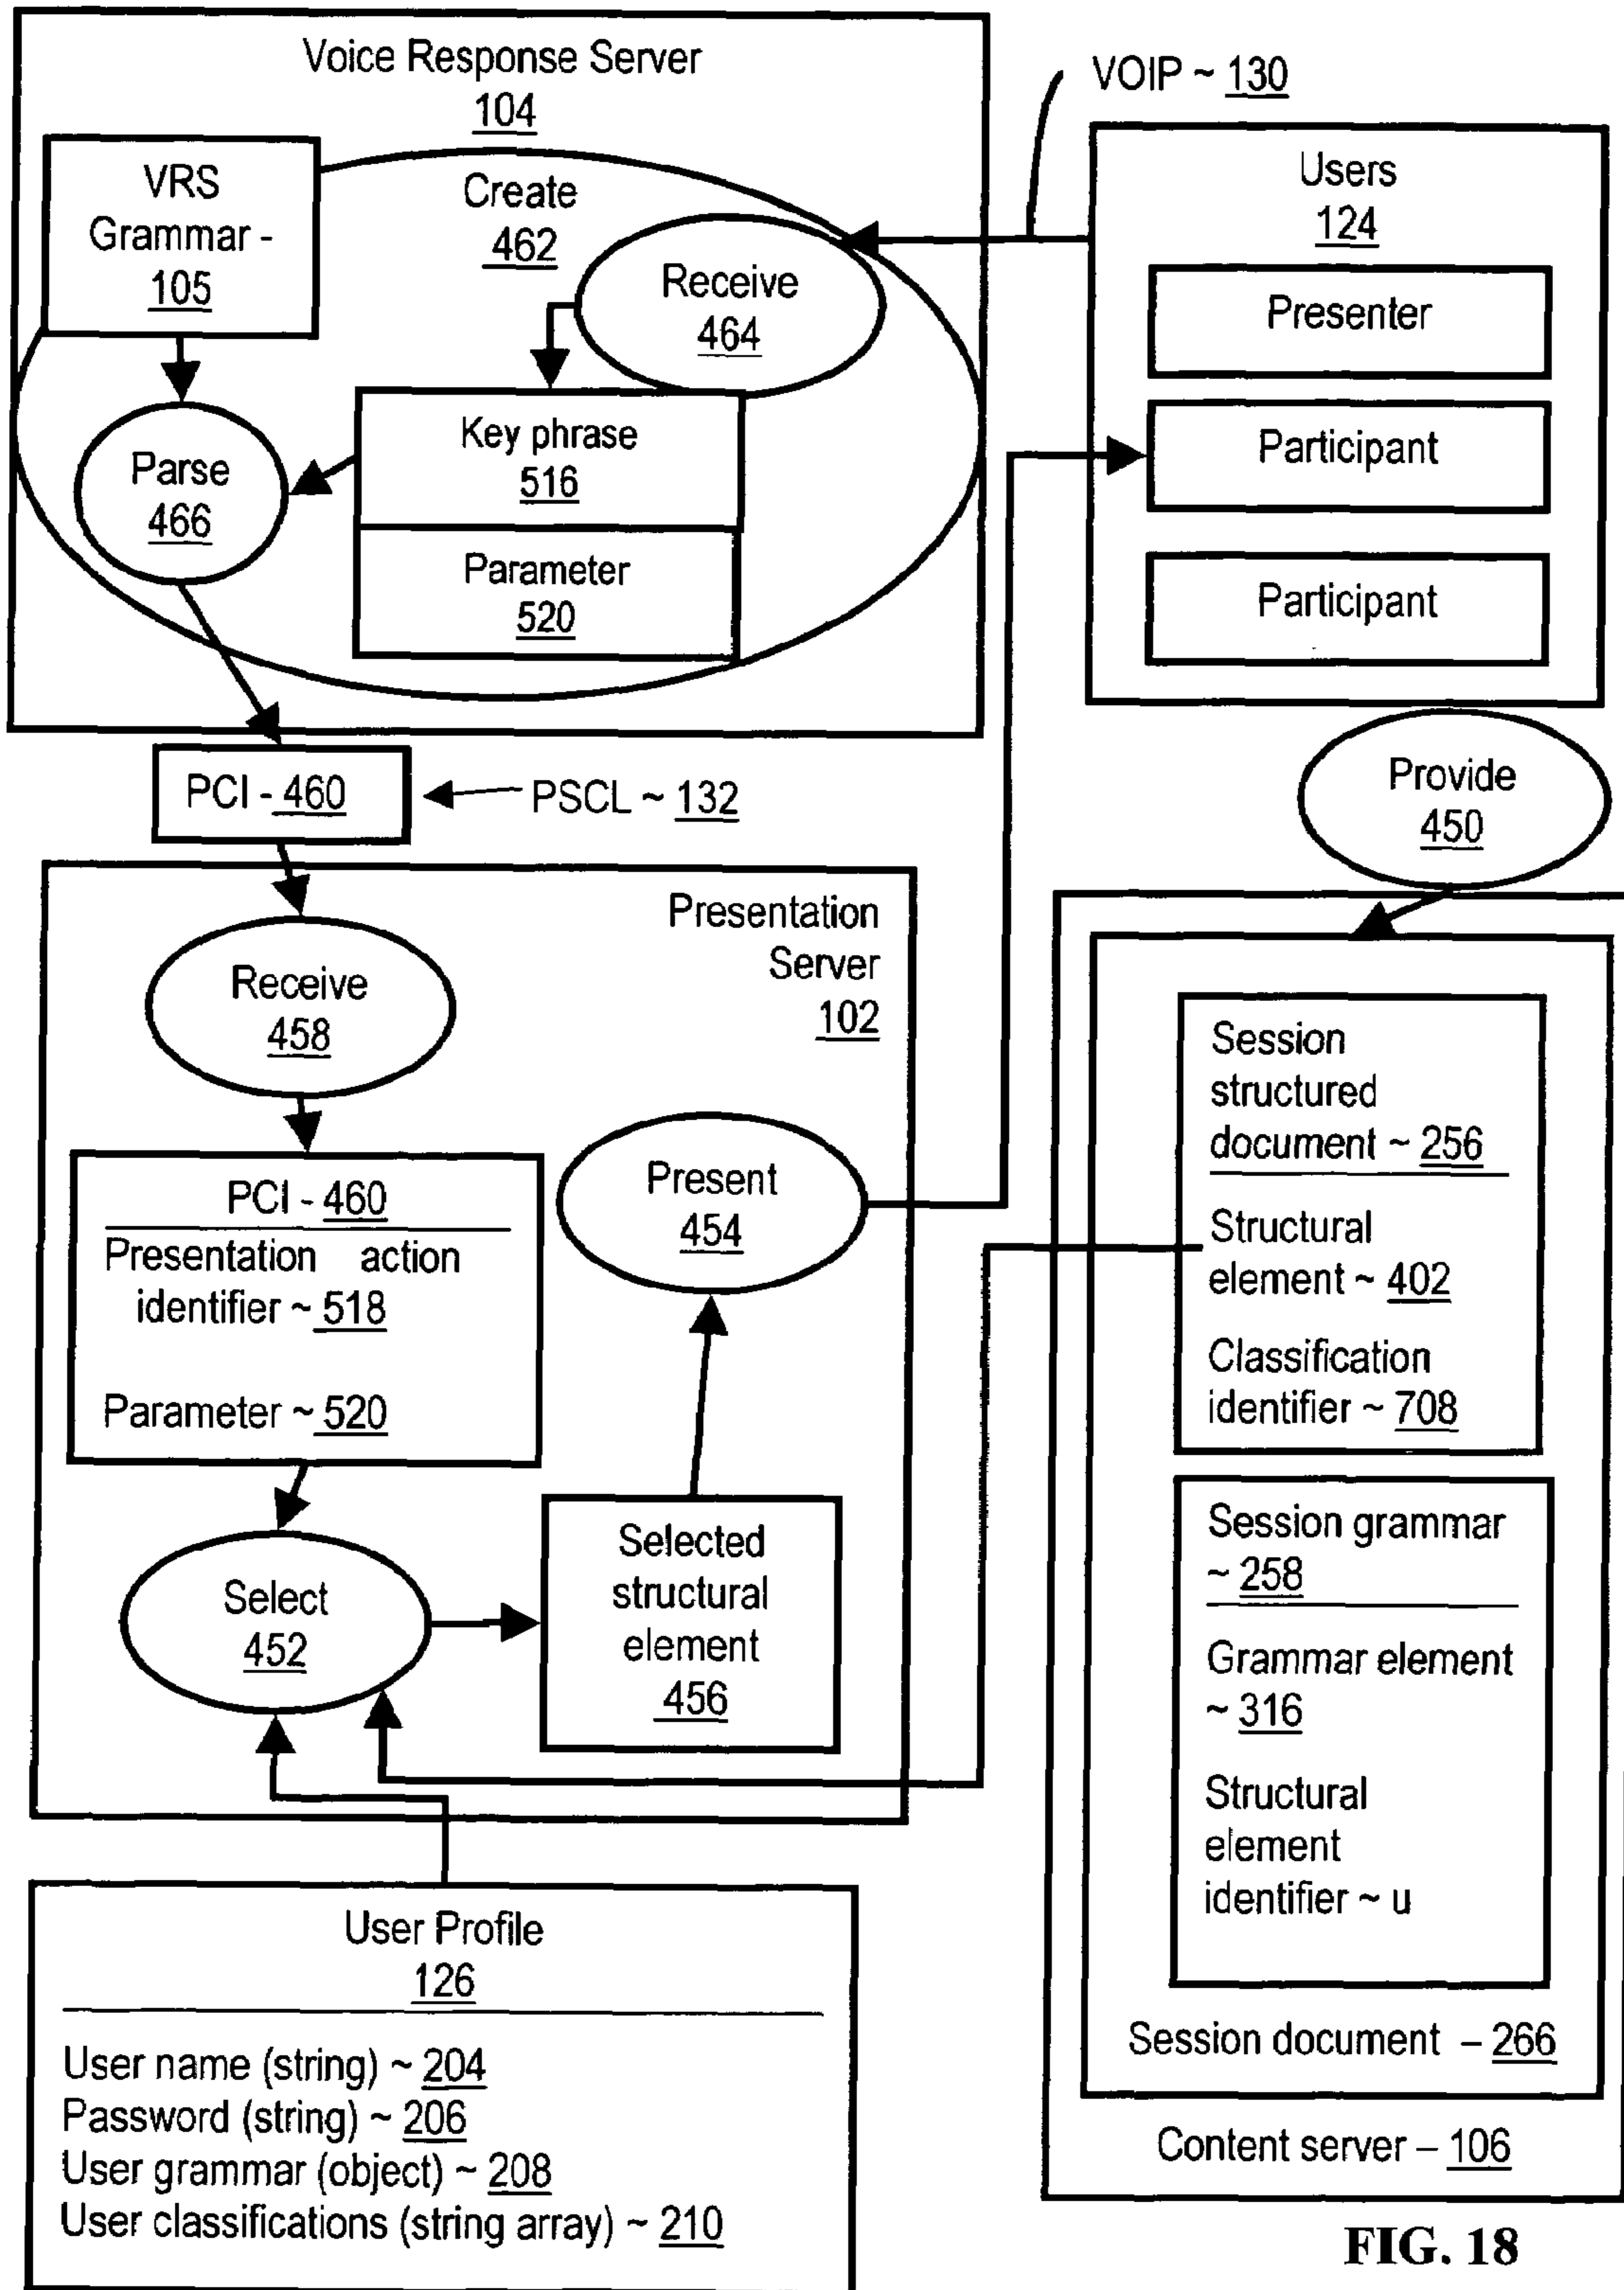 Voice Response Server
104
VRS
Grammar -
105
Create
462
Receive
464
Key phrase
516
Parameter
520
Parse
466
VOIP ~ 130
Users
124
Presenter
Participant
Participant
PCI - 460
PSCL ~ 132
Provide
450
Presentation
Server
102
Receive
458
PCI - 460
Presentation action
identifier ~ 518
Parameter ~ 520
Present
454
Select
452
Selected
structural
element
456
Session
structured
document ~ 256
Structural
element ~ 402
Classification
identifier ~ 708
Session grammar
~ 258
Grammar element
~ 316
Structural
element
identifier ~ u
Session document – 266
Content server – 106
User Profile
126
User name (string) ~ 204
Password (string) ~ 206
User grammar (object) ~ 208
User classifications (string array) ~ 210
FIG. 18